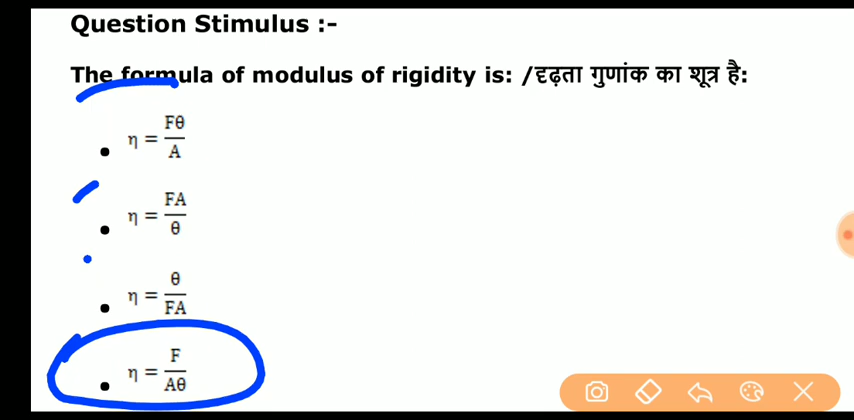 Question Stimulus :-
The formula of modulus of rigidity is: /दृढ़ता गुणांक का शूत्र है:
• η = Fθ/A
• η = FA/θ
• η = θ/FA
• η = F/Aθ